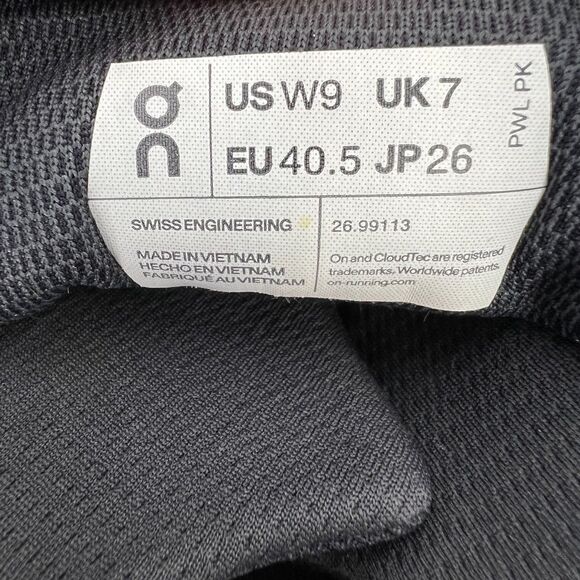 US W9 UK 7
EU 40.5 JP 26
PWL PK
SWISS ENGINEERING
26.99113
MADE IN VIETNAM
HECHO EN VIETNAM
FABRIQUÉ AU VIETNAM
On and CloudTec are registered
trademarks. Worldwide patents.
on-running.com